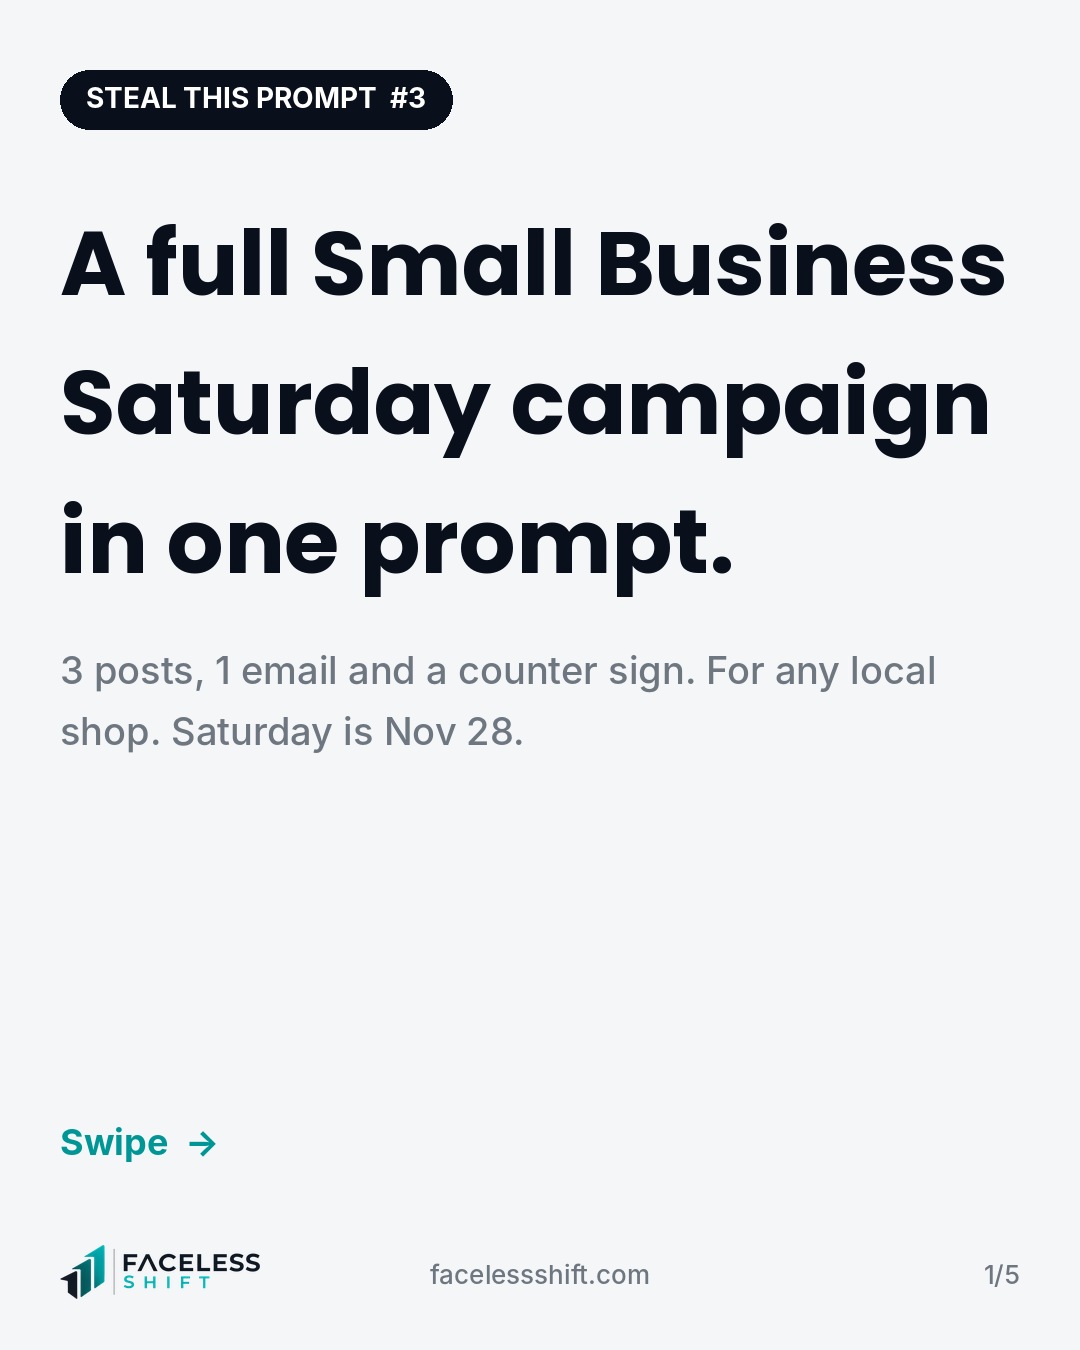 STEAL THIS PROMPT #3
A full Small Business
Saturday campaign
in one prompt.
3 posts, 1 email and a counter sign. For any local
shop. Saturday is Nov 28.
Swipe →
FACELESS
SHIFT
facelessshift.com
1/5